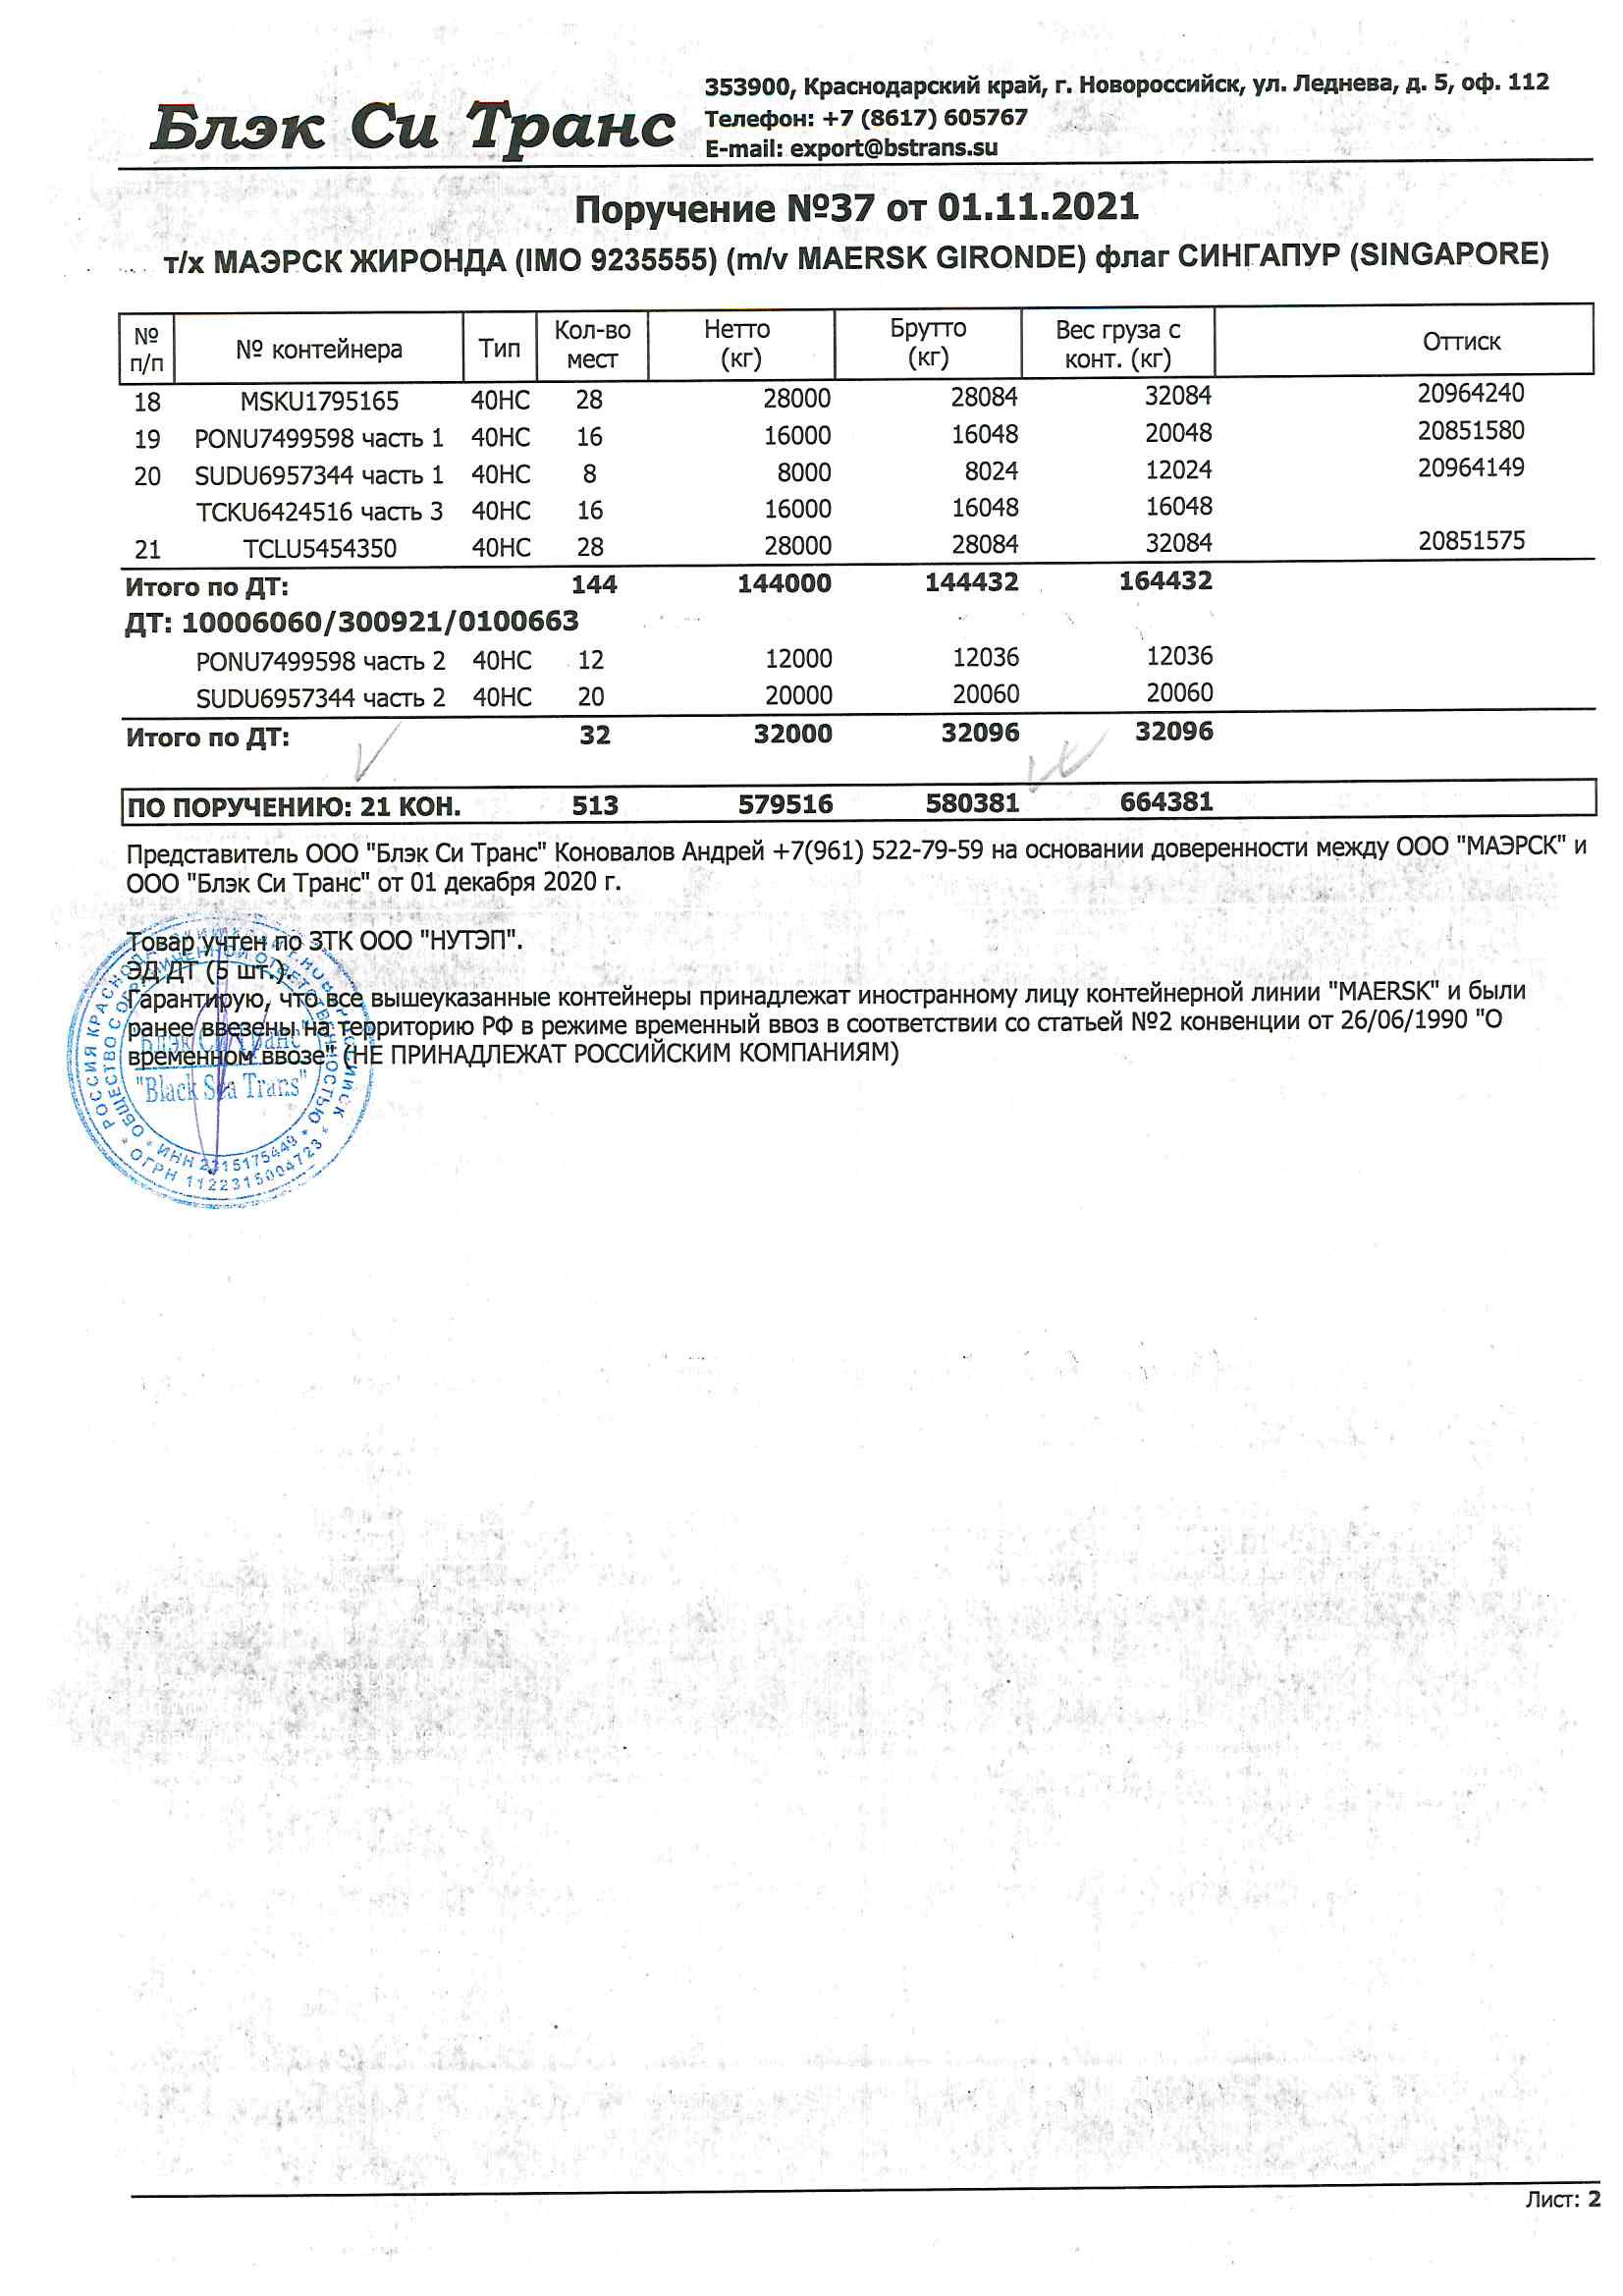 Блэк Си Транс
353900, Краснодарский край, г. Новороссийск, ул. Леднева, д. 5, оф. 112
Телефон: +7 (8617) 605767
E-mail: export@bstrans.su
Поручение №37 от 01.11.2021
т/х МАЭРСК ЖИРОНДА (IMO 9235555) (m/v MAERSK GIRONDE) флаг СИНГАПУР (SINGAPORE)
№ п/п № контейнера Тип Кол-во мест Нетто (кг) Брутто (кг) Вес груза с конт. (кг) Оттиск
18 MSKU1795165 40HC 28 28000 28084 32084 20964240
19 PONU7499598 часть 1 40HC 16 16000 16048 20048 20851580
20 SUDU6957344 часть 1 40HC 8 8000 8024 12024 20964149
TCKU6424516 часть 3 40HC 16 16000 16048 16048
21 TCLU5454350 40HC 28 28000 28084 32084 20851575
Итого по ДТ: 144 144000 144432 164432
ДТ: 10006060/300921/0100663
PONU7499598 часть 2 40HC 12 12000 12036 12036
SUDU6957344 часть 2 40HC 20 20000 20060 20060
Итого по ДТ: 32 32000 32096 32096
ПО ПОРУЧЕНИЮ: 21 КОН. 513 579516 580381 664381
Представитель ООО "Блэк Си Транс" Коновалов Андрей +7(961) 522-79-59 на основании доверенности между ООО "МАЭРСК" и
ООО "Блэк Си Транс" от 01 декабря 2020 г.
Товар учтен по ЗТК ООО "НУТЭП".
ЭД ДТ (5 шт.).
Гарантирую, что все вышеуказанные контейнеры принадлежат иностранному лицу контейнерной линии "MAERSK" и были
ранее ввезены на территорию РФ в режиме временный ввоз в соответствии со статьей №2 конвенции от 26/06/1990 "О
временном ввозе" (НЕ ПРИНАДЛЕЖАТ РОССИЙСКИМ КОМПАНИЯМ)
Блэк Си Транс
"Black Sea Trans"
ОБЩЕСТВО С ОГРАНИЧЕННОЙ ОТВЕТСТВЕННОСТЬЮ
ИНН 2315175449
ОГРН 1122315004723
Лист: 2